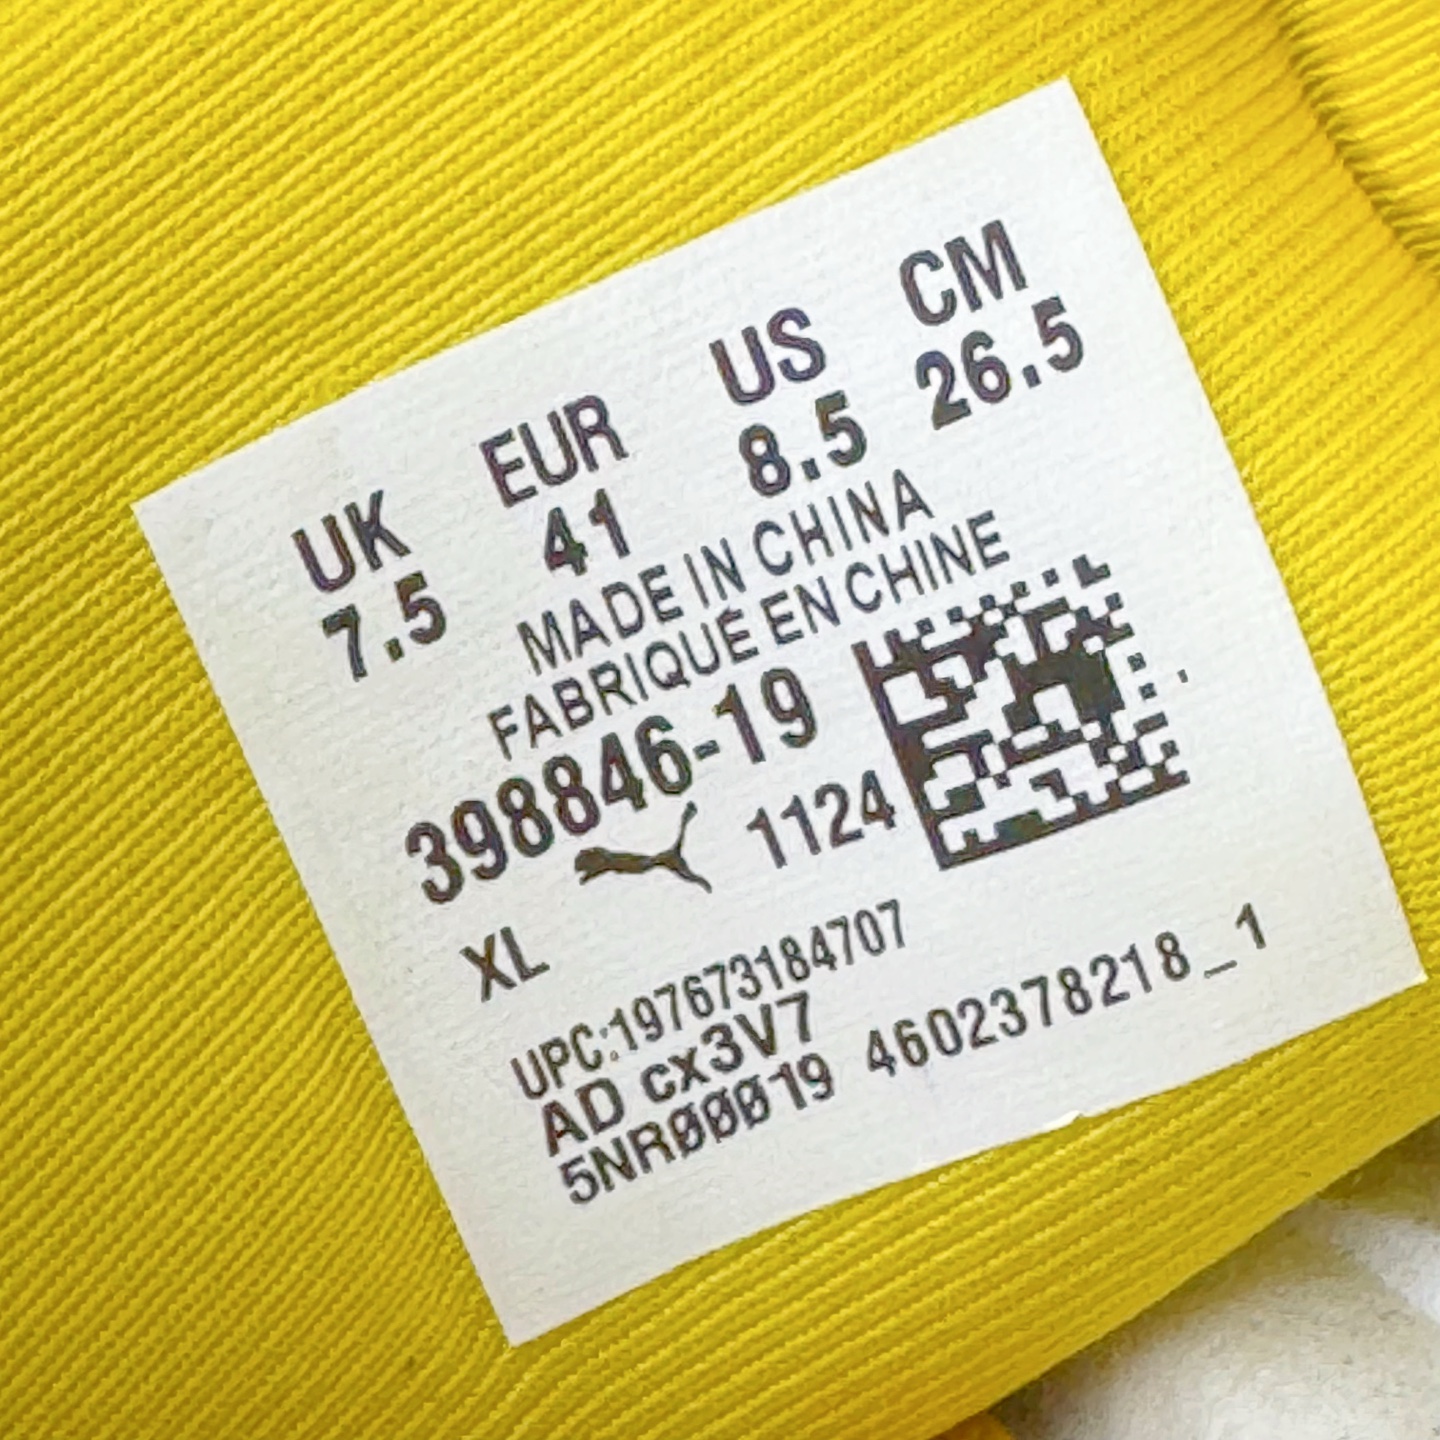 UK EUR US CM
7.5 41 8.5 26.5
MADE IN CHINA
FABRIQUÉ EN CHINE
398846-19
1124
XL
UPC:197673184707
AD cx3V7
5NR00019 4602378218_1